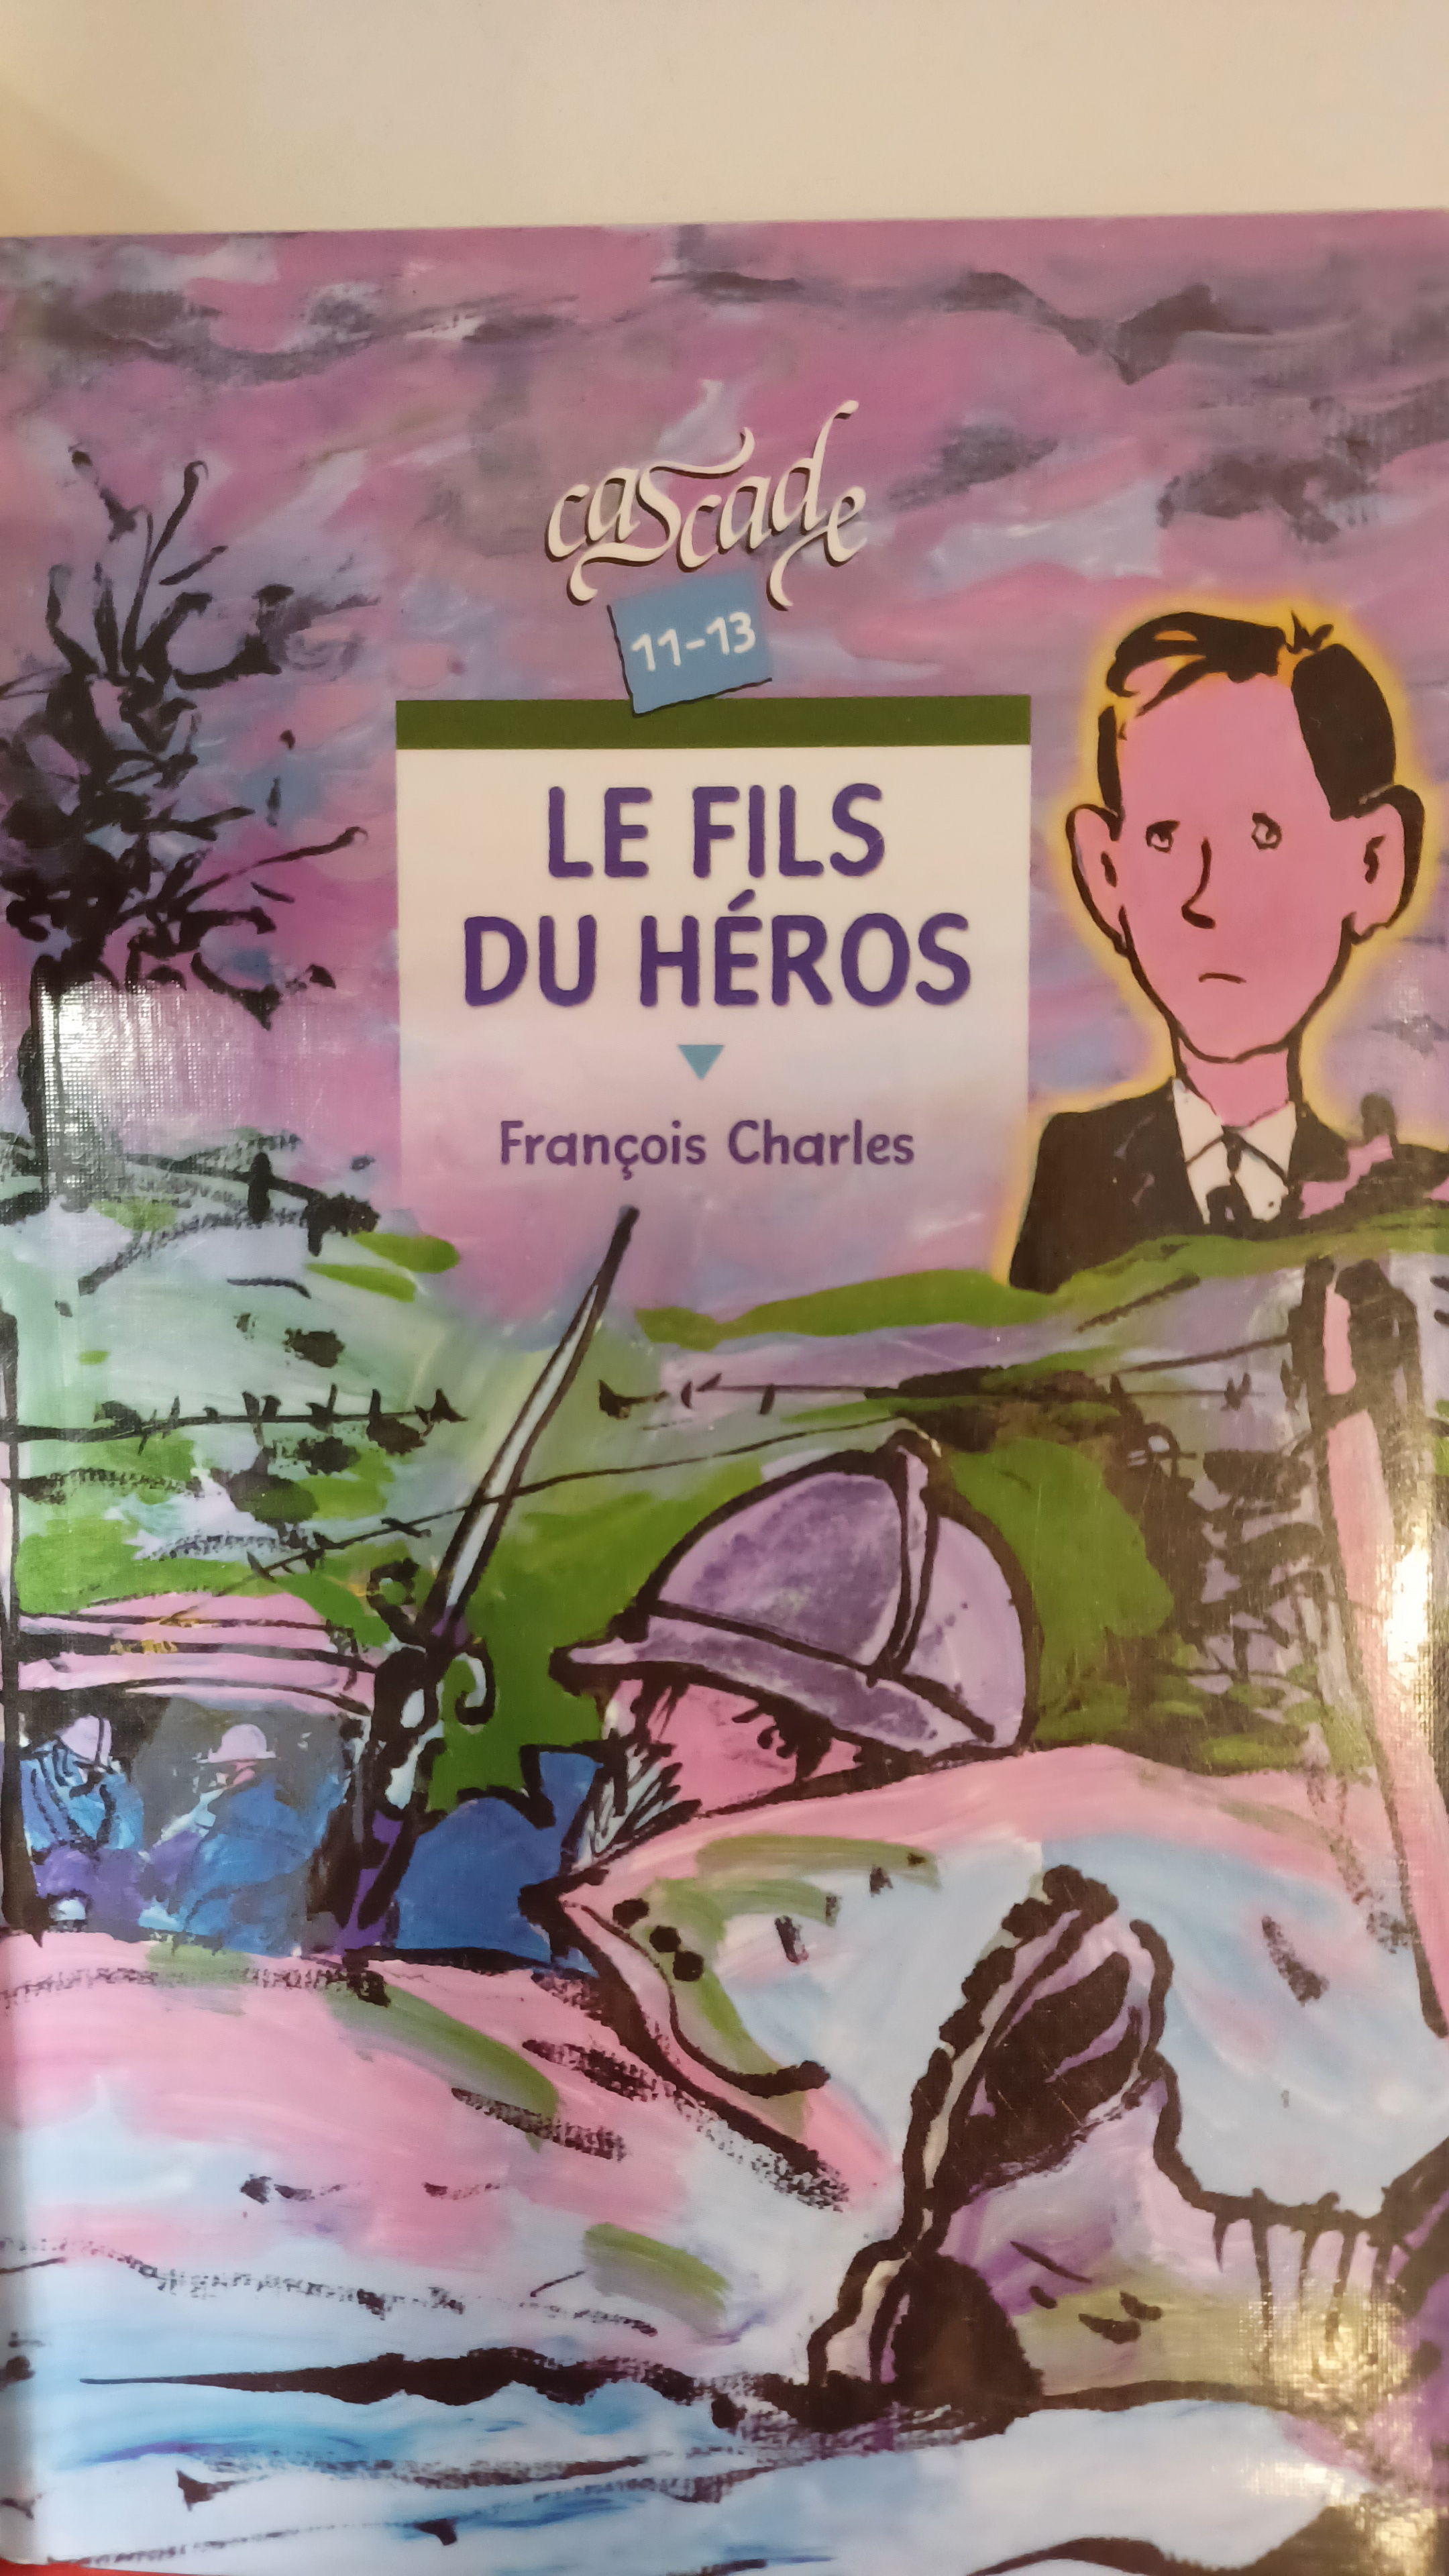 cascade
11-13
LE FILS
DU HÉROS
François Charles